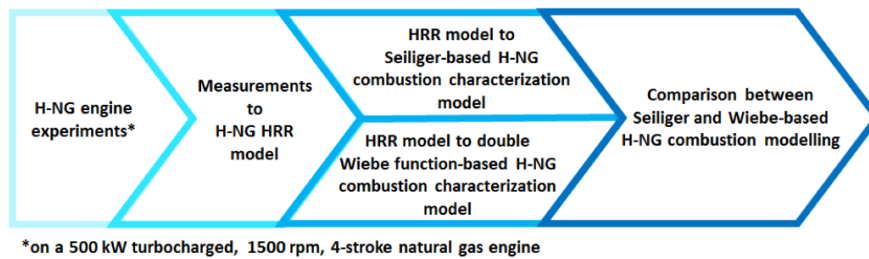 H-NG engine
experiments*
Measurements
to
H-NG HRR
model
HRR model to
Seiliger-based H-NG
combustion characterization
model
HRR model to double
Wiebe function-based H-NG
combustion characterization
model
Comparison between
Seiliger and Wiebe-based
H-NG combustion modelling
*on a 500 kW turbocharged, 1500 rpm, 4-stroke natural gas engine